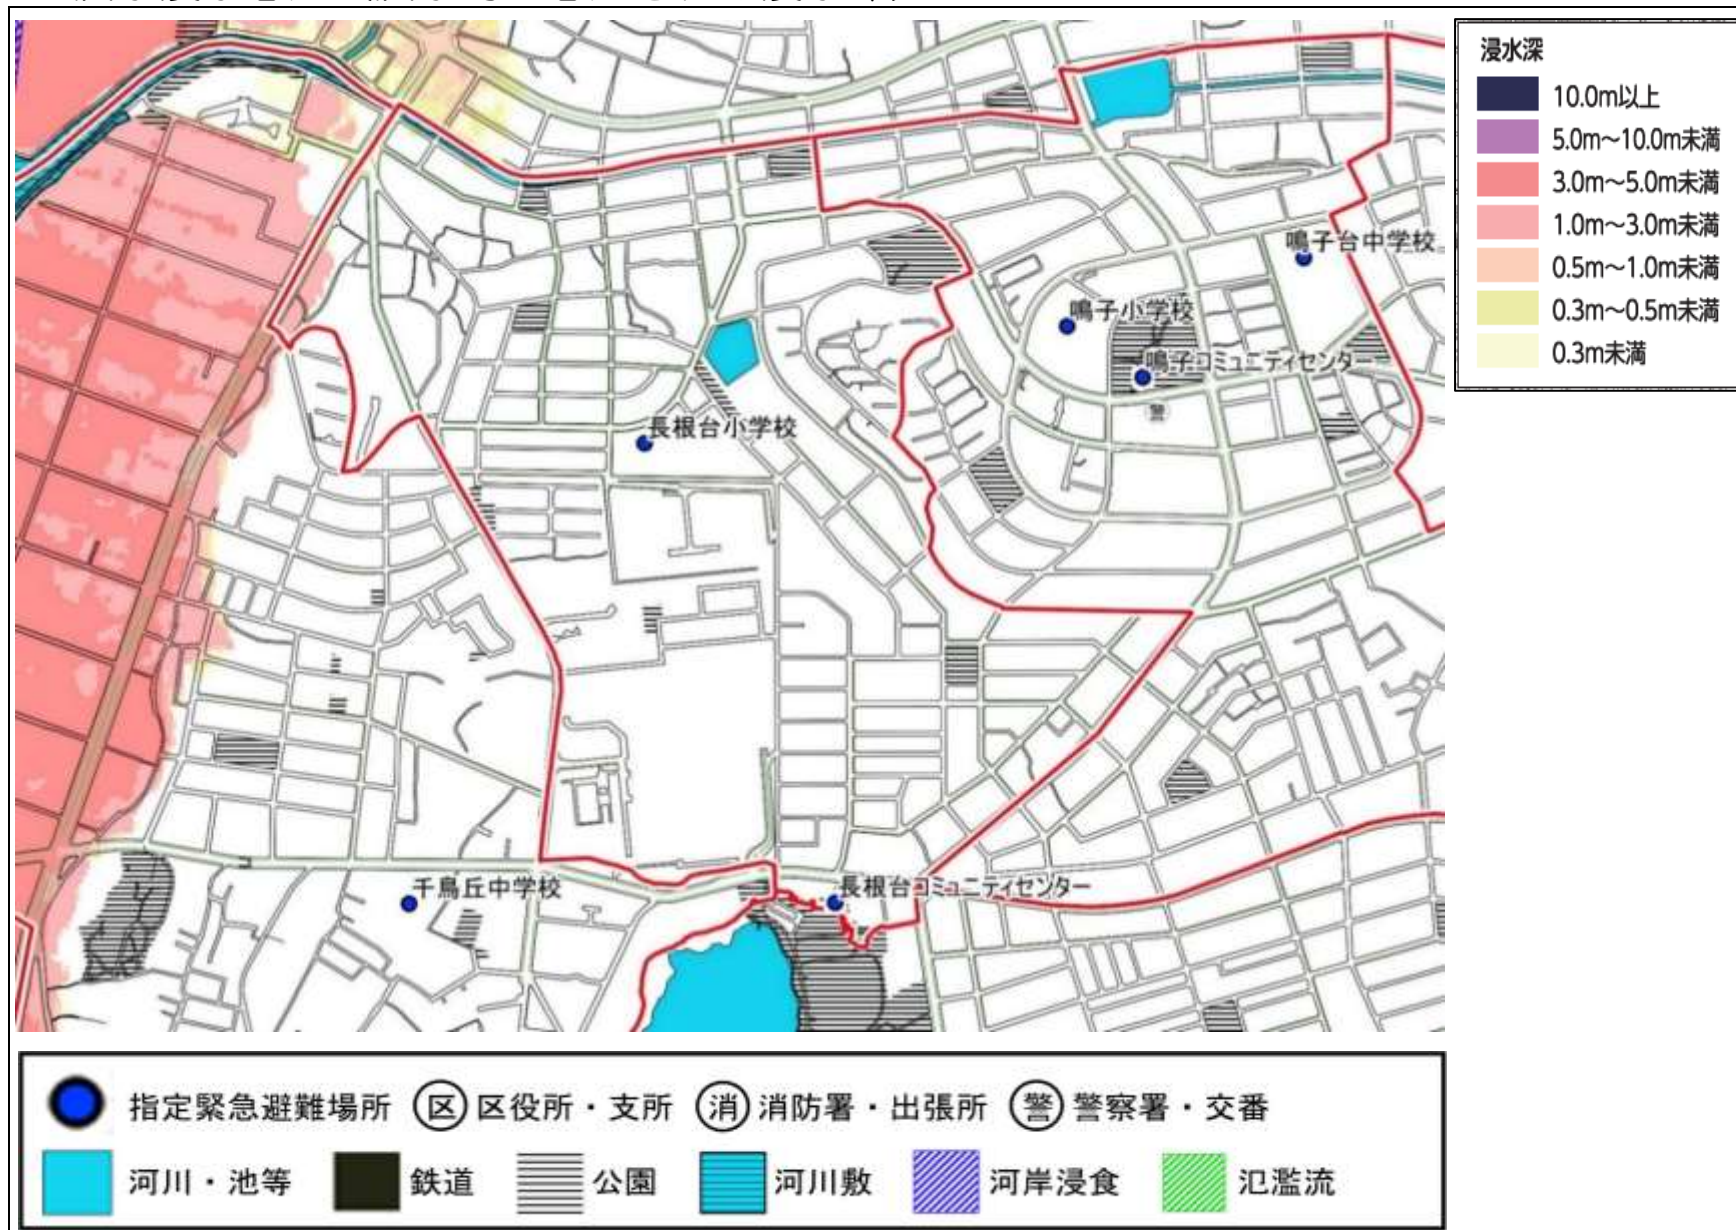 浸水深
10.0m以上
5.0m～10.0m未満
3.0m～5.0m未満
1.0m～3.0m未満
0.5m～1.0m未満
0.3m～0.5m未満
0.3m未満
鳴子台中学校
鳴子小学校
鳴子コミュニティセンター
警
長根台小学校
千鳥丘中学校
長根台コミュニティセンター
指定緊急避難場所 区 区役所・支所 消 消防署・出張所 警 警察署・交番
河川・池等 鉄道 公園 河川敷 河岸浸食 氾濫流